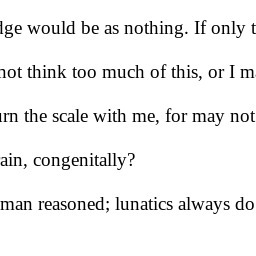 dge would be as nothing. If only t
not think too much of this, or I m
urn the scale with me, for may not
ain, congenitally?
man reasoned; lunatics always do